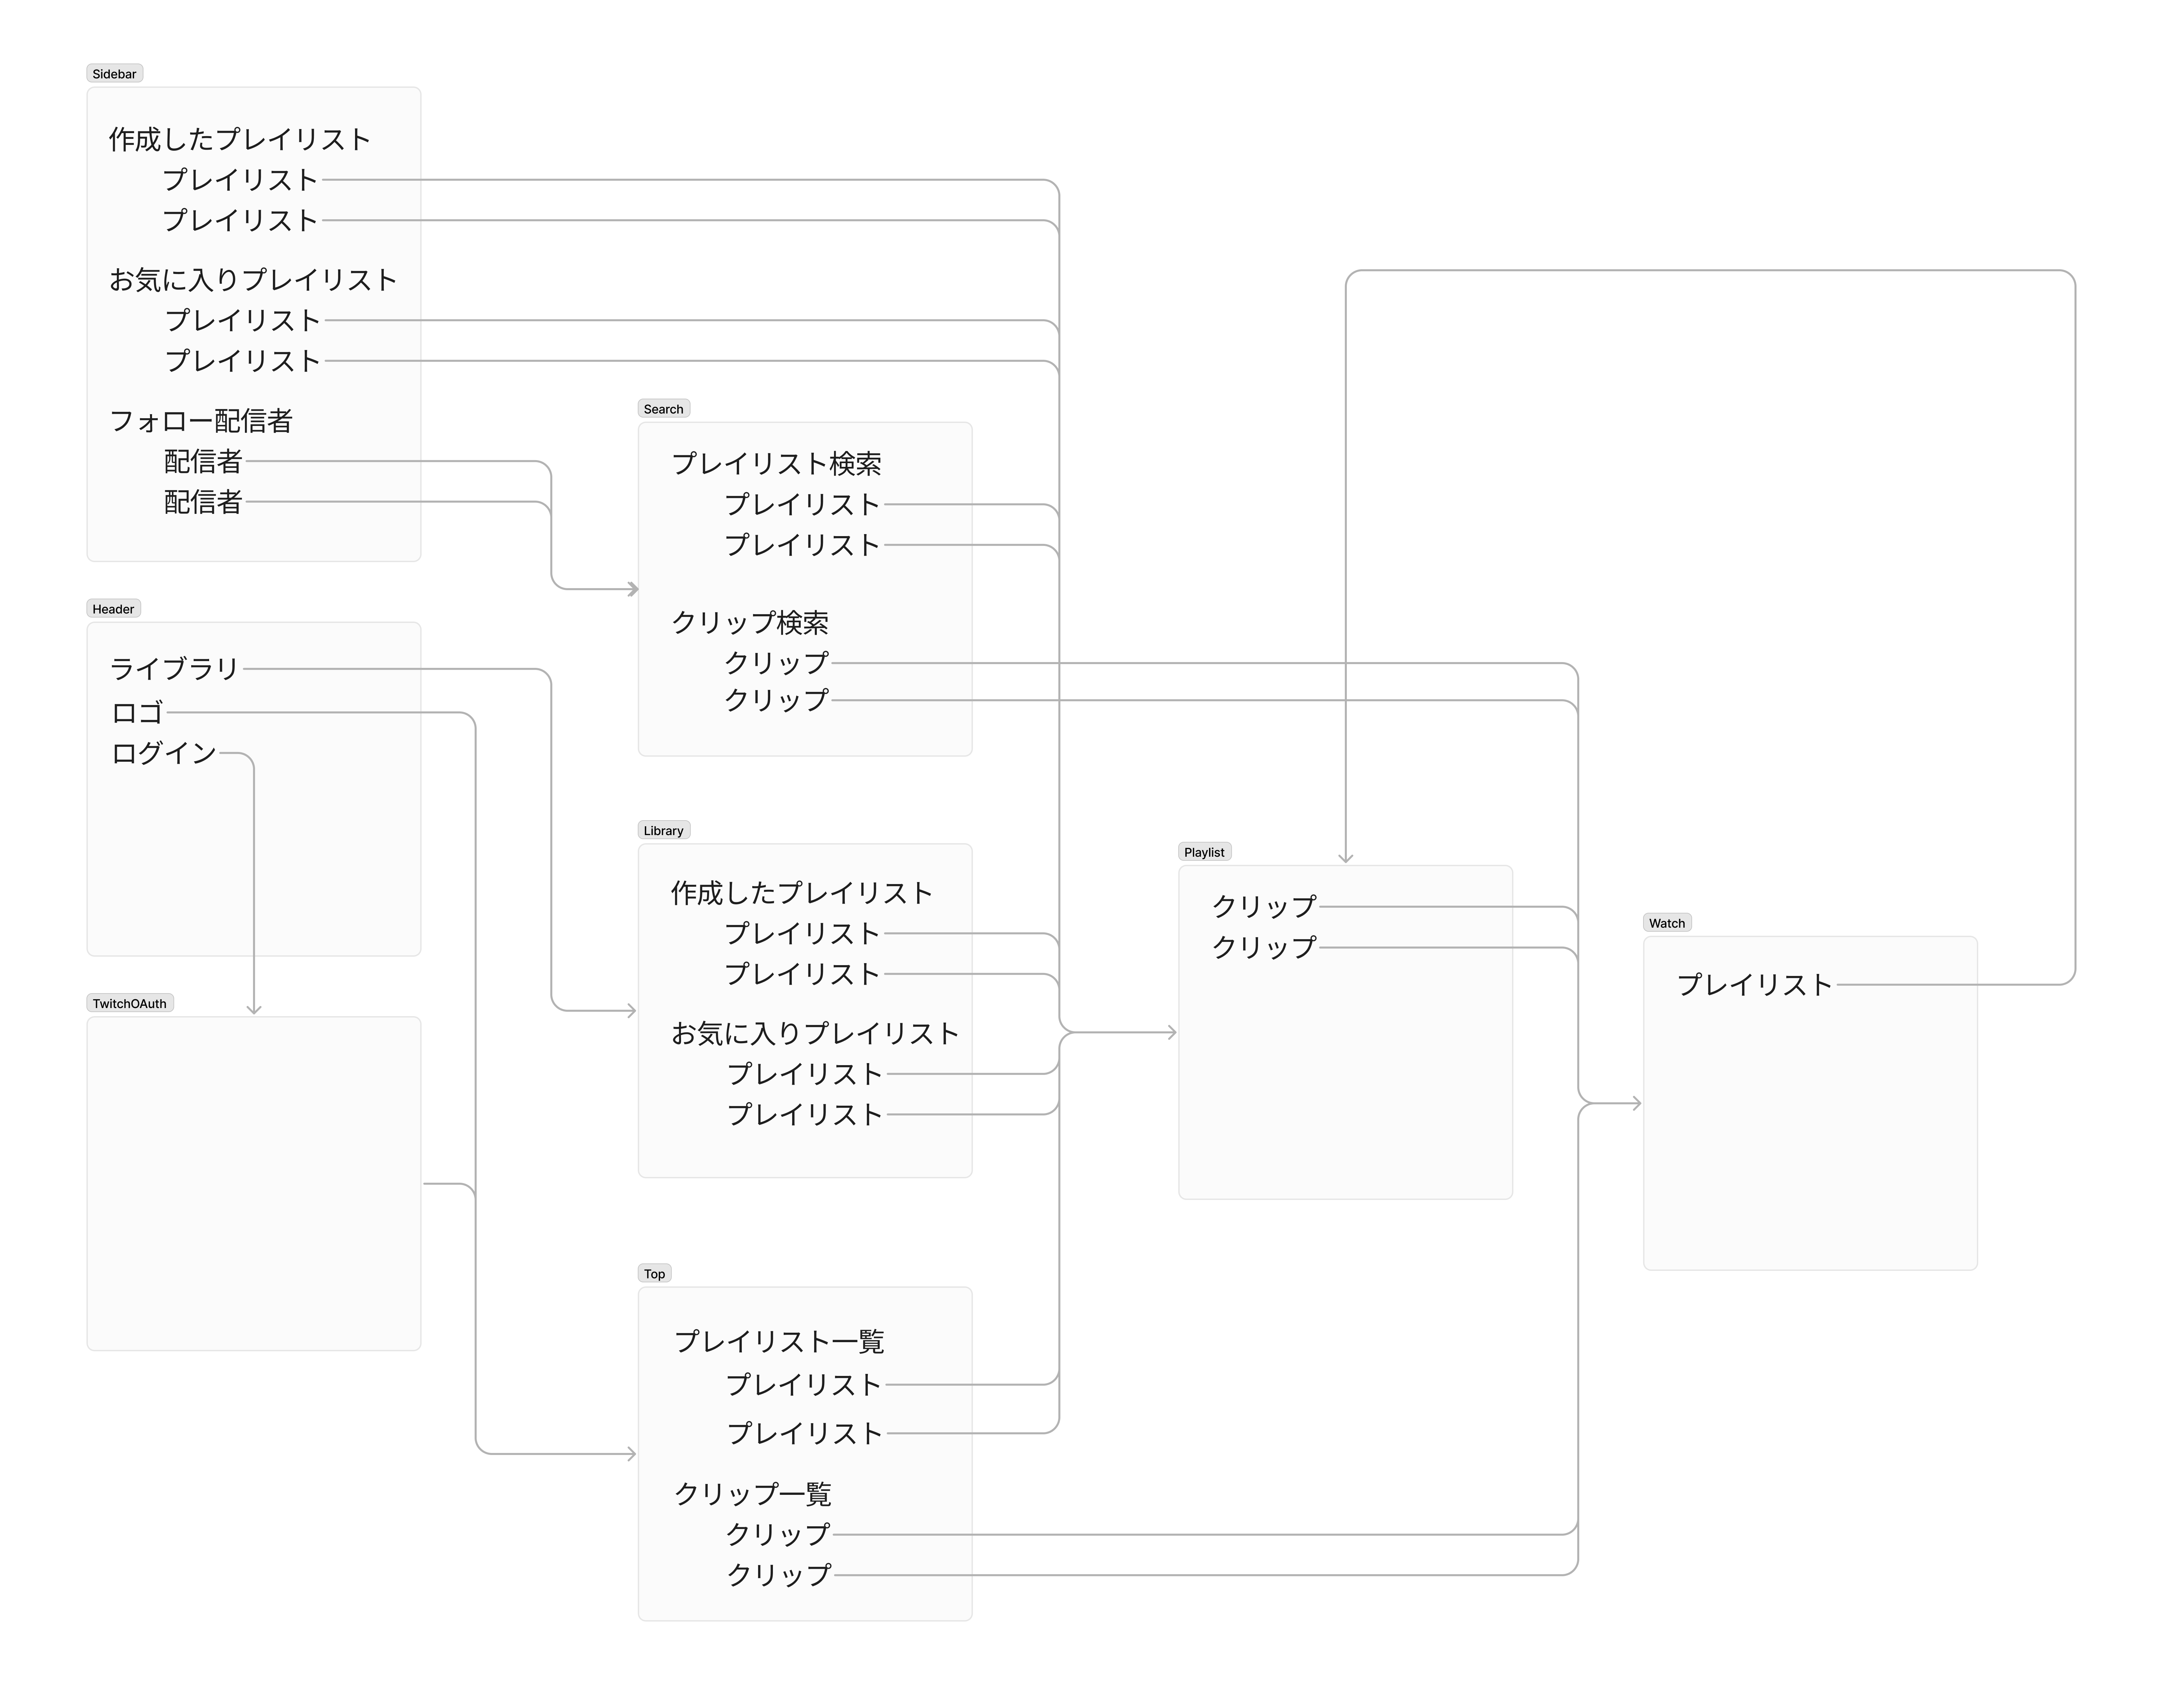 Sidebar
作成したプレイリスト
プレイリスト
プレイリスト
お気に入りプレイリスト
プレイリスト
プレイリスト
フォロー配信者
配信者
配信者
Header
ライブラリ
ロゴ
ログイン
TwitchOAuth
Search
プレイリスト検索
プレイリスト
プレイリスト
クリップ検索
クリップ
クリップ
Library
作成したプレイリスト
プレイリスト
プレイリスト
お気に入りプレイリスト
プレイリスト
プレイリスト
Top
プレイリスト一覧
プレイリスト
プレイリスト
クリップ一覧
クリップ
クリップ
Playlist
クリップ
クリップ
Watch
プレイリスト